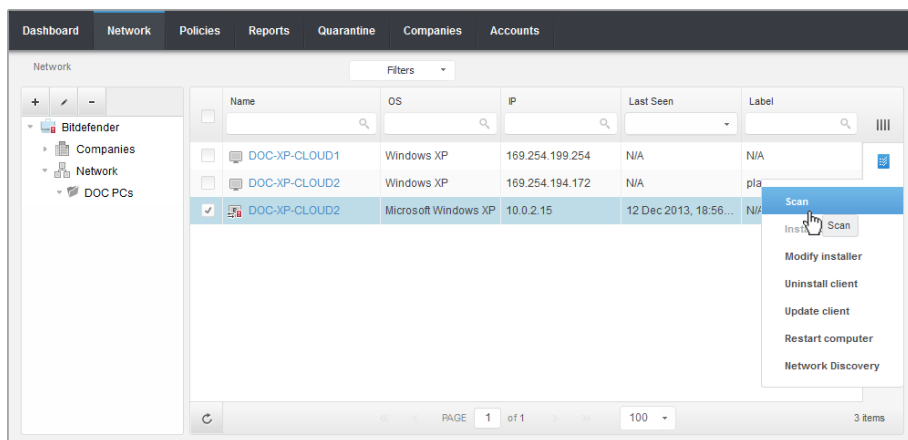 Dashboard Network Policies Reports Quarantine Companies Accounts
Network Filters
Name OS IP Last Seen Label
Bitdefender
Companies
Network
DOC PCs
DOC-XP-CLOUD1 Windows XP 169.254.199.254 N/A N/A
DOC-XP-CLOUD2 Windows XP 169.254.194.172 N/A pla
DOC-XP-CLOUD2 Microsoft Windows XP 10.0.2.15 12 Dec 2013, 18:56... N/A
Scan
Scan
Modify installer
Uninstall client
Update client
Restart computer
Network Discovery
PAGE 1 of 1 100 3 items